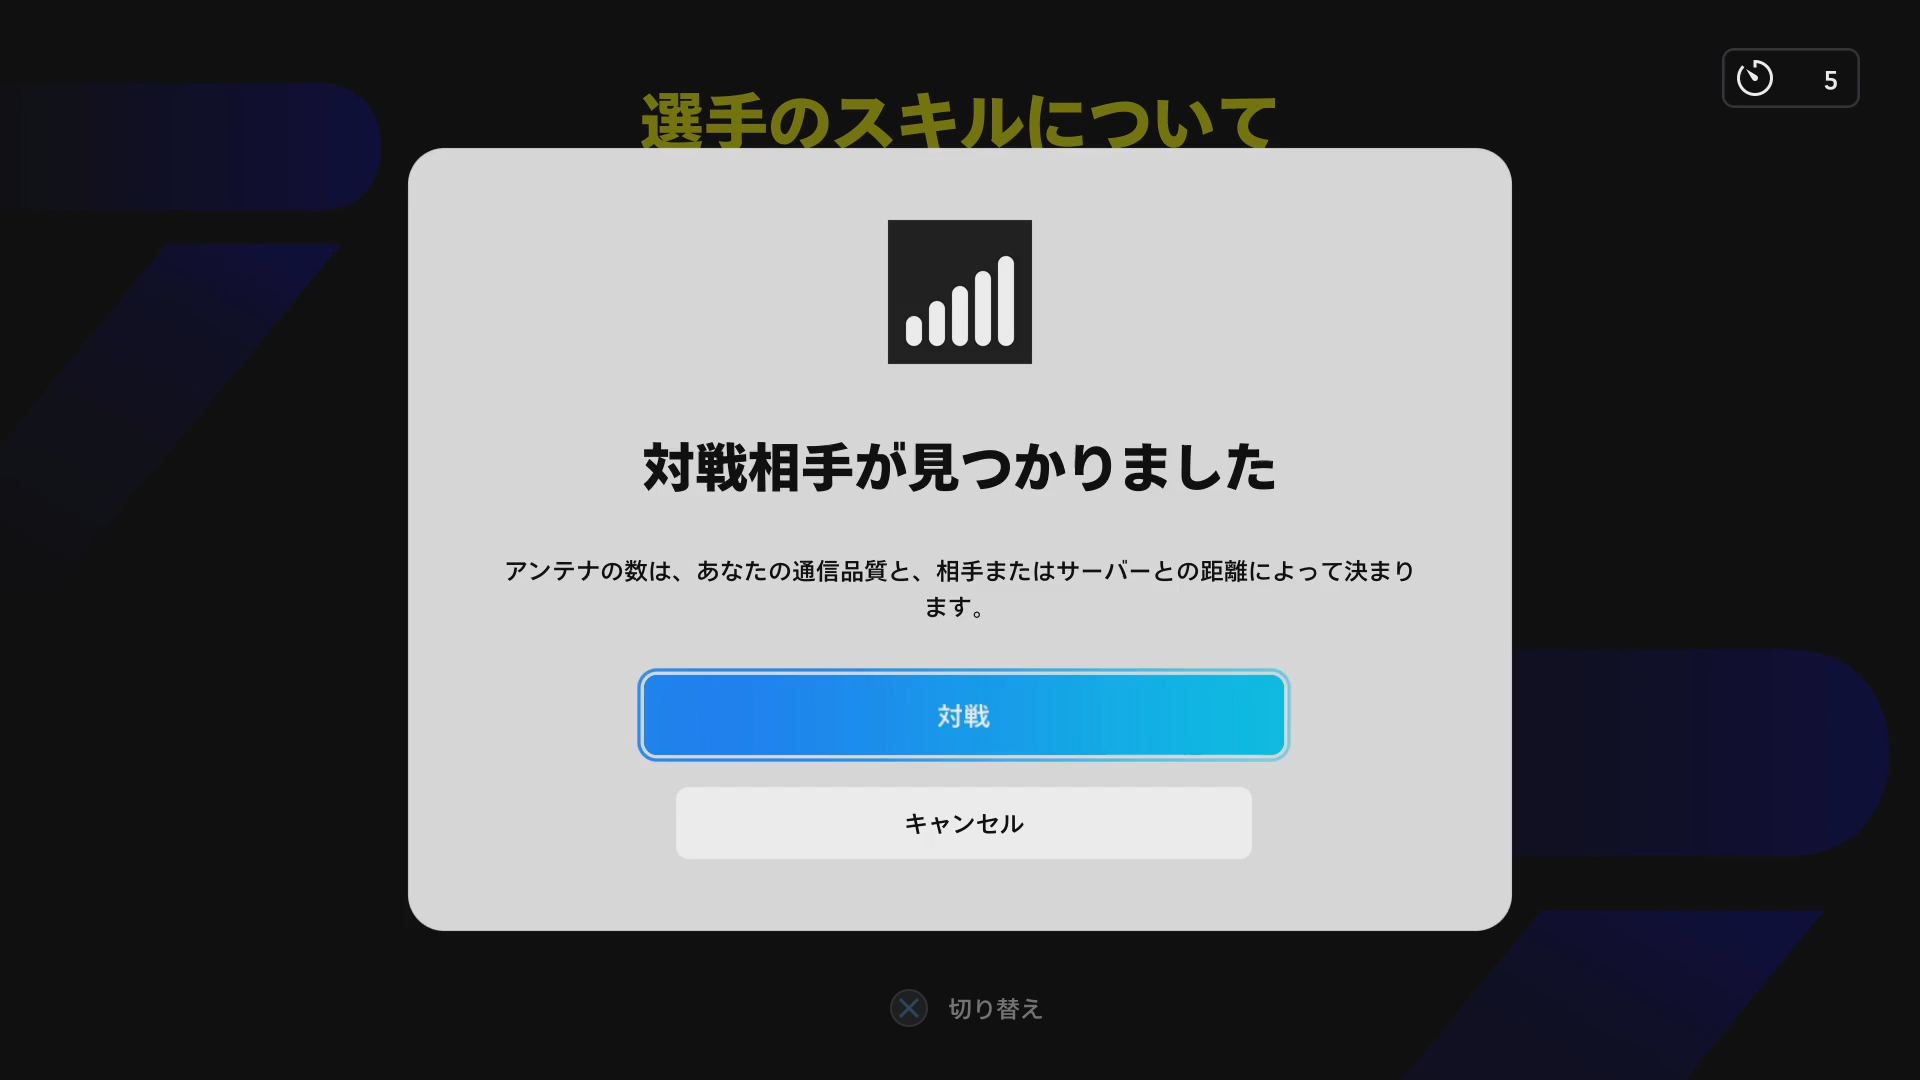 5
選手のスキルについて
対戦相手が見つかりました
アンテナの数は、あなたの通信品質と、相手またはサーバーとの距離によって決まり
ます。
対戦
キャンセル
切り替え